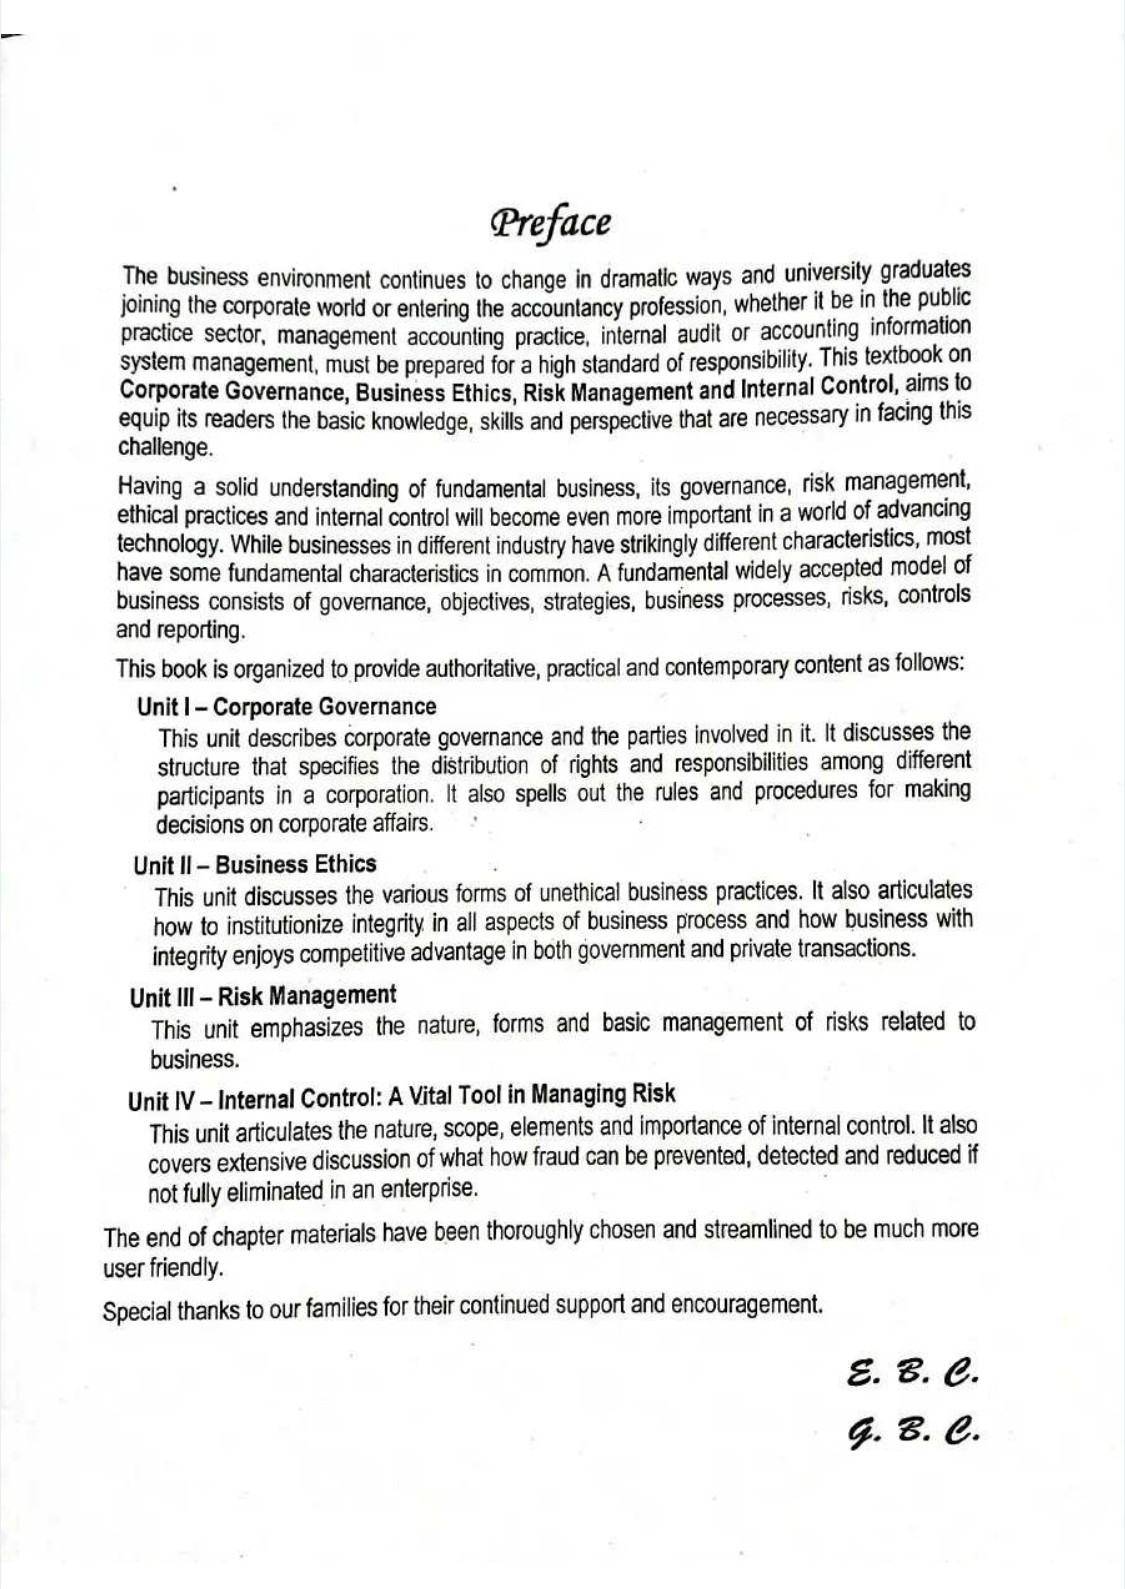 Preface
The business environment continues to change in dramatic ways and university graduates
joining the corporate world or entering the accountancy profession, whether it be in the public
practice sector, management accounting practice, internal audit or accounting information
system management, must be prepared for a high standard of responsibility. This textbook on
Corporate Governance, Business Ethics, Risk Management and Internal Control, aims to
equip its readers the basic knowledge, skills and perspective that are necessary in facing this
challenge.
Having a solid understanding of fundamental business, its governance, risk management,
ethical practices and internal control will become even more important in a world of advancing
technology. While businesses in different industry have strikingly different characteristics, most
have some fundamental characteristics in common. A fundamental widely accepted model of
business consists of governance, objectives, strategies, business processes, risks, controls
and reporting.
This book is organized to provide authoritative, practical and contemporary content as follows:
Unit I – Corporate Governance
This unit describes corporate governance and the parties involved in it. It discusses the
structure that specifies the distribution of rights and responsibilities among different
participants in a corporation. It also spells out the rules and procedures for making
decisions on corporate affairs.
Unit II – Business Ethics
This unit discusses the various forms of unethical business practices. It also articulates
how to institutionize integrity in all aspects of business process and how business with
integrity enjoys competitive advantage in both government and private transactions.
Unit III – Risk Management
This unit emphasizes the nature, forms and basic management of risks related to
business.
Unit IV – Internal Control: A Vital Tool in Managing Risk
This unit articulates the nature, scope, elements and importance of internal control. It also
covers extensive discussion of what how fraud can be prevented, detected and reduced if
not fully eliminated in an enterprise.
The end of chapter materials have been thoroughly chosen and streamlined to be much more
user friendly.
Special thanks to our families for their continued support and encouragement.
E. B. C.
G. B. C.